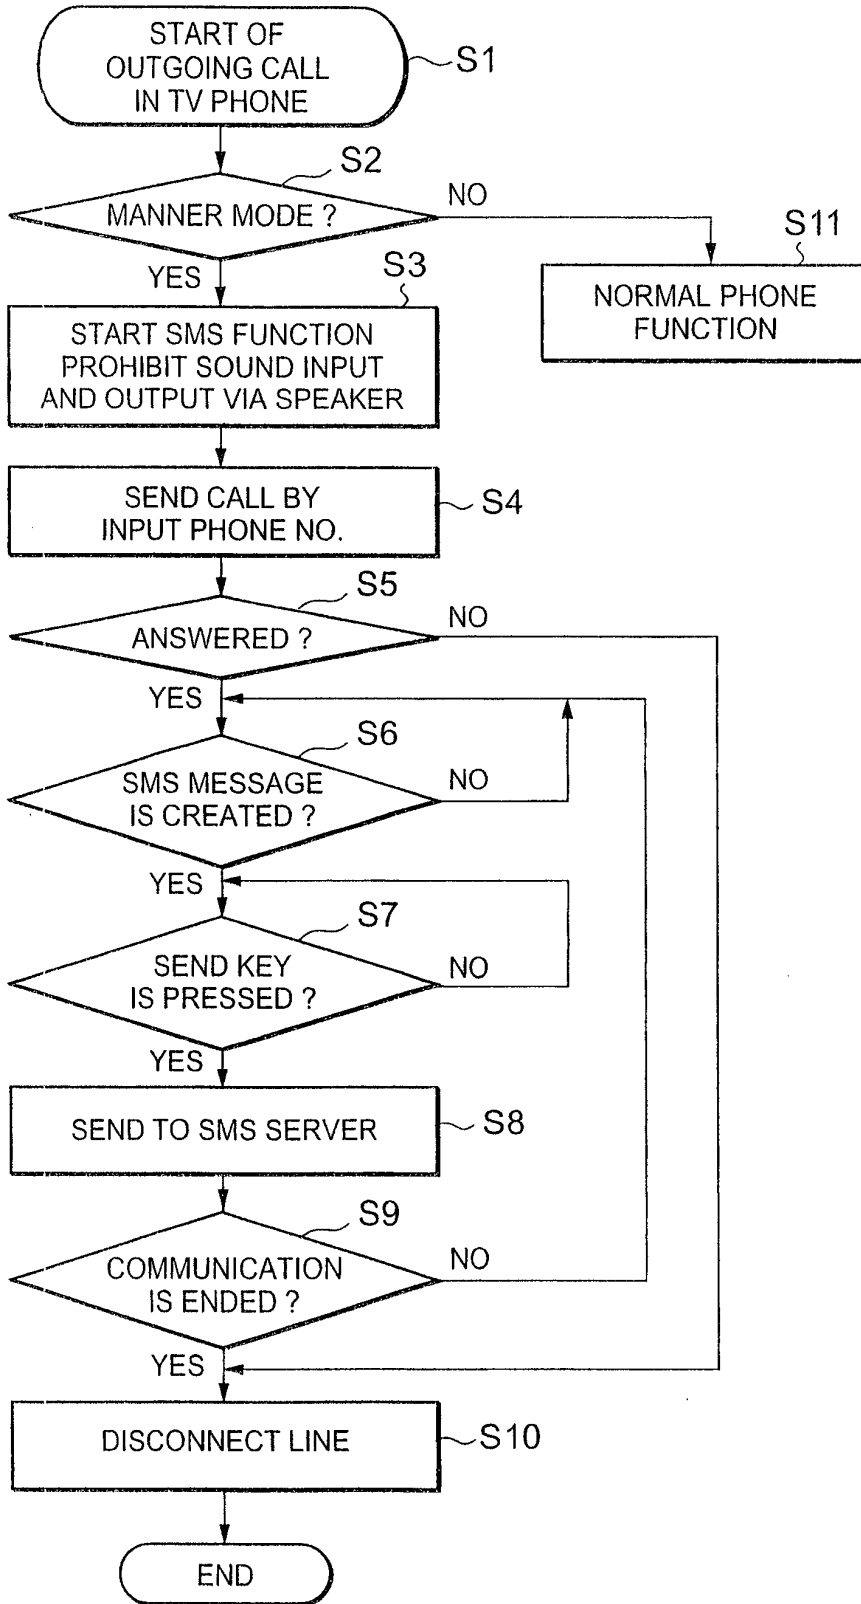 START OF
OUTGOING CALL
IN TV PHONE
S1
S2
MANNER MODE ?
NO
YES
S11
NORMAL PHONE
FUNCTION
S3
START SMS FUNCTION
PROHIBIT SOUND INPUT
AND OUTPUT VIA SPEAKER
SEND CALL BY
INPUT PHONE NO.
S4
S5
ANSWERED ?
NO
YES
S6
SMS MESSAGE
IS CREATED ?
NO
YES
S7
SEND KEY
IS PRESSED ?
NO
YES
SEND TO SMS SERVER
S8
S9
COMMUNICATION
IS ENDED ?
NO
YES
DISCONNECT LINE
S10
END